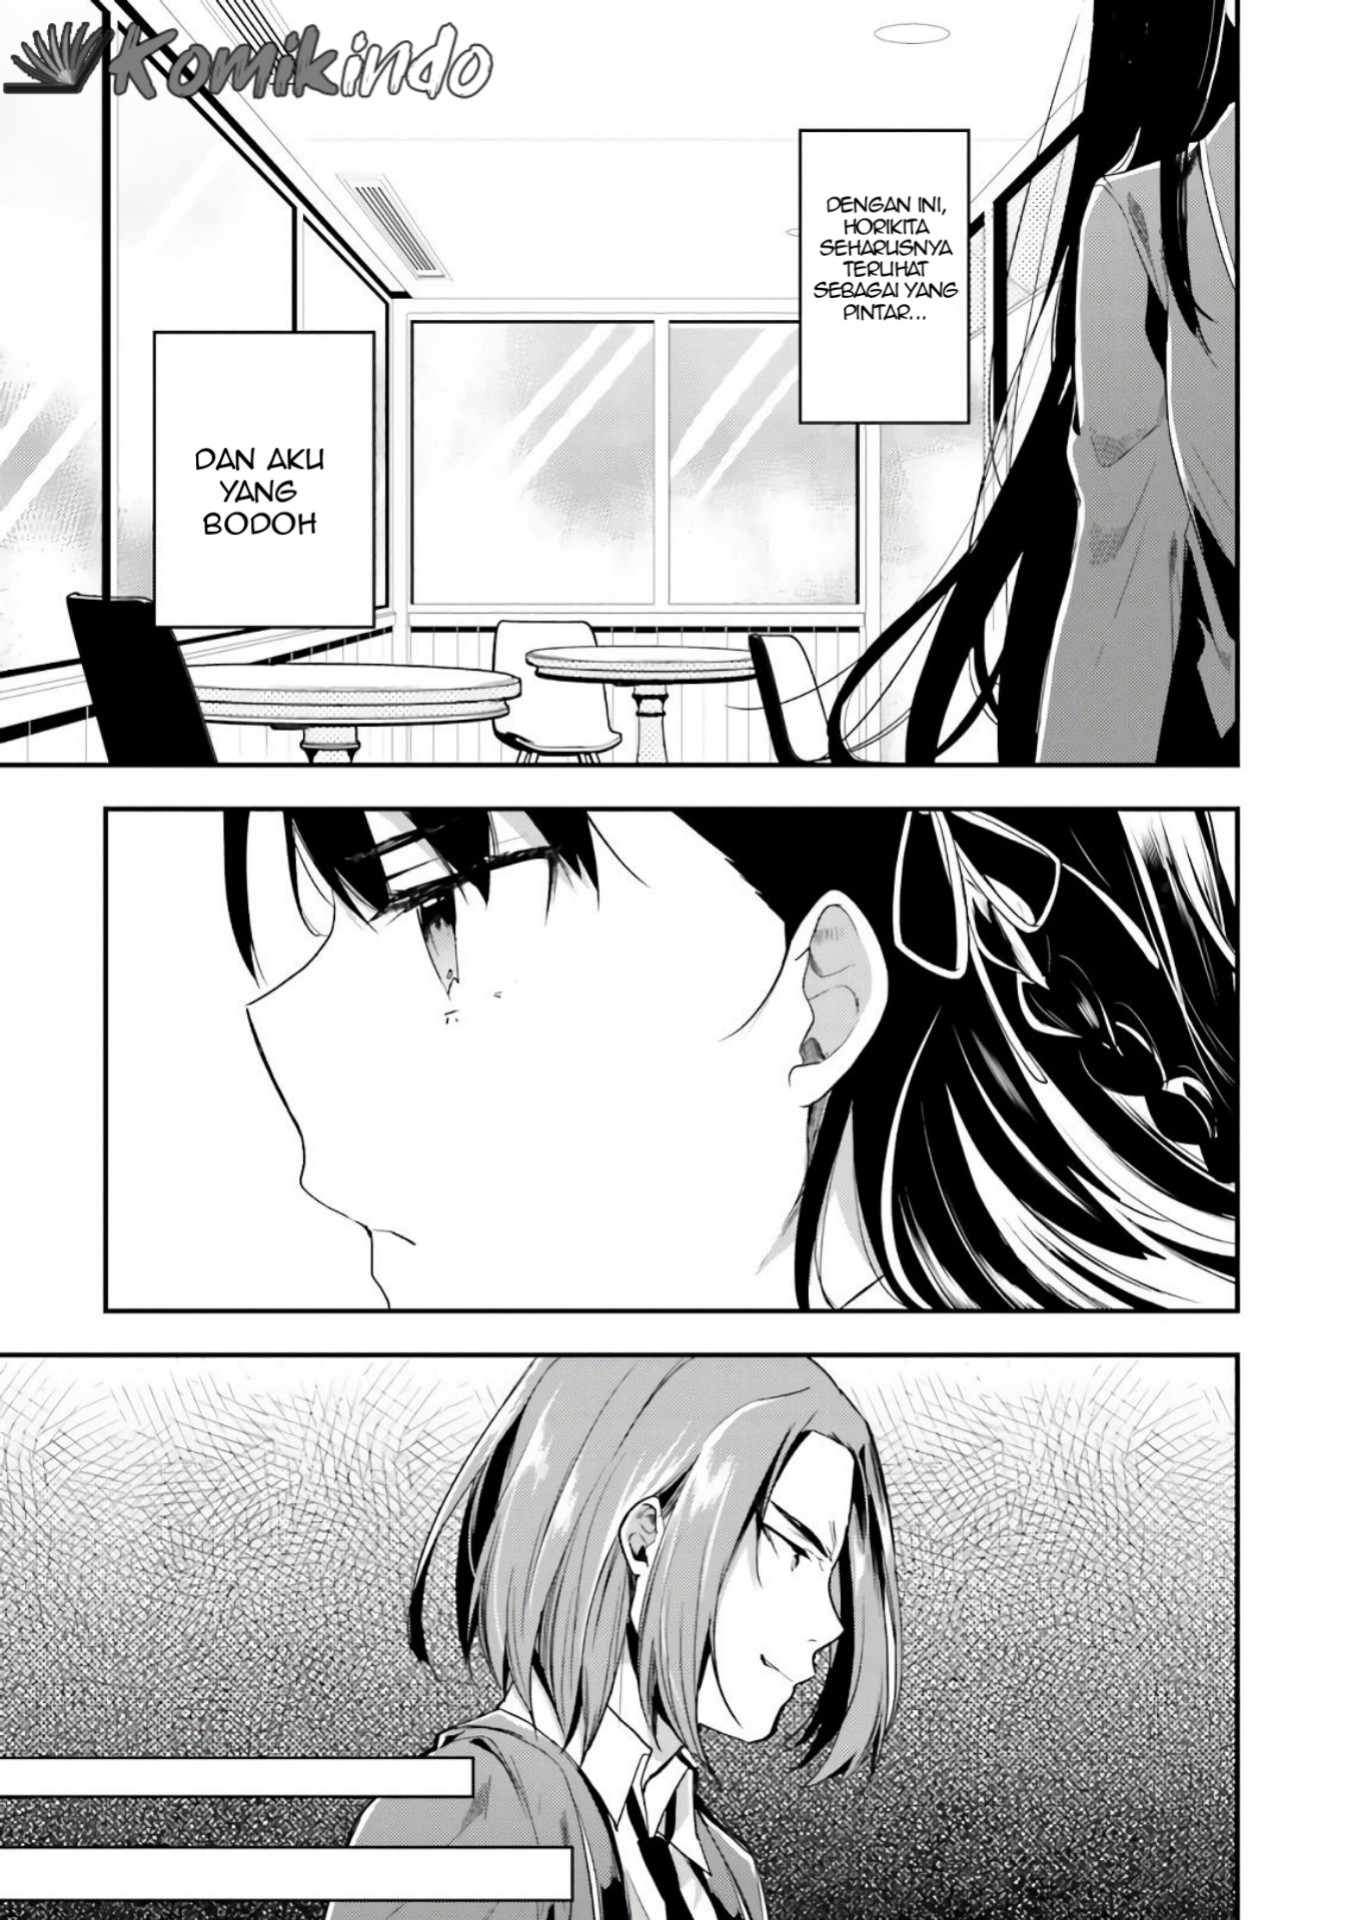 Komikindo
DENGAN INI,
HORIKITA
SEHARUSNYA
TERLIHAT
SEBAGAI YANG
PINTAR...
DAN AKU
YANG
BODOH